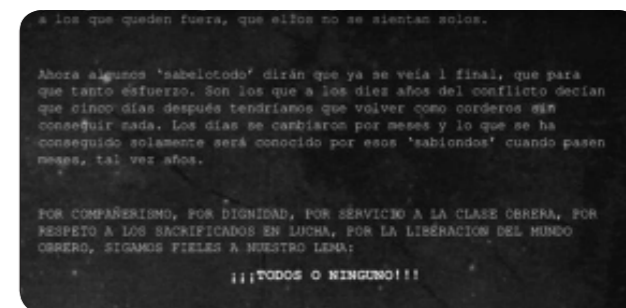 a los que queden fuera, que ellos no se sientan solos.
Ahora algunos 'sabelotodo' dirán que ya se veía l final, que para
que tanto esfuerzo. Son los que a los diez años del conflicto decían
que cinco días después tendríamos que volver como corderos sin
conseguir nada. Los días se cambiaron por meses y lo que se ha
conseguido solamente será conocido por esos 'sabiondos' cuando pasen
meses, tal vez años.
POR COMPAÑERISMO, POR DIGNIDAD, POR SERVICIO A LA CLASE OBRERA, POR
RESPETO A LOS SACRIFICADOS EN LUCHA, POR LA LIBERACION DEL MUNDO
OBRERO, SIGAMOS FIELES A NUESTRO LEMA:
¡¡¡TODOS O NINGUNO!!!